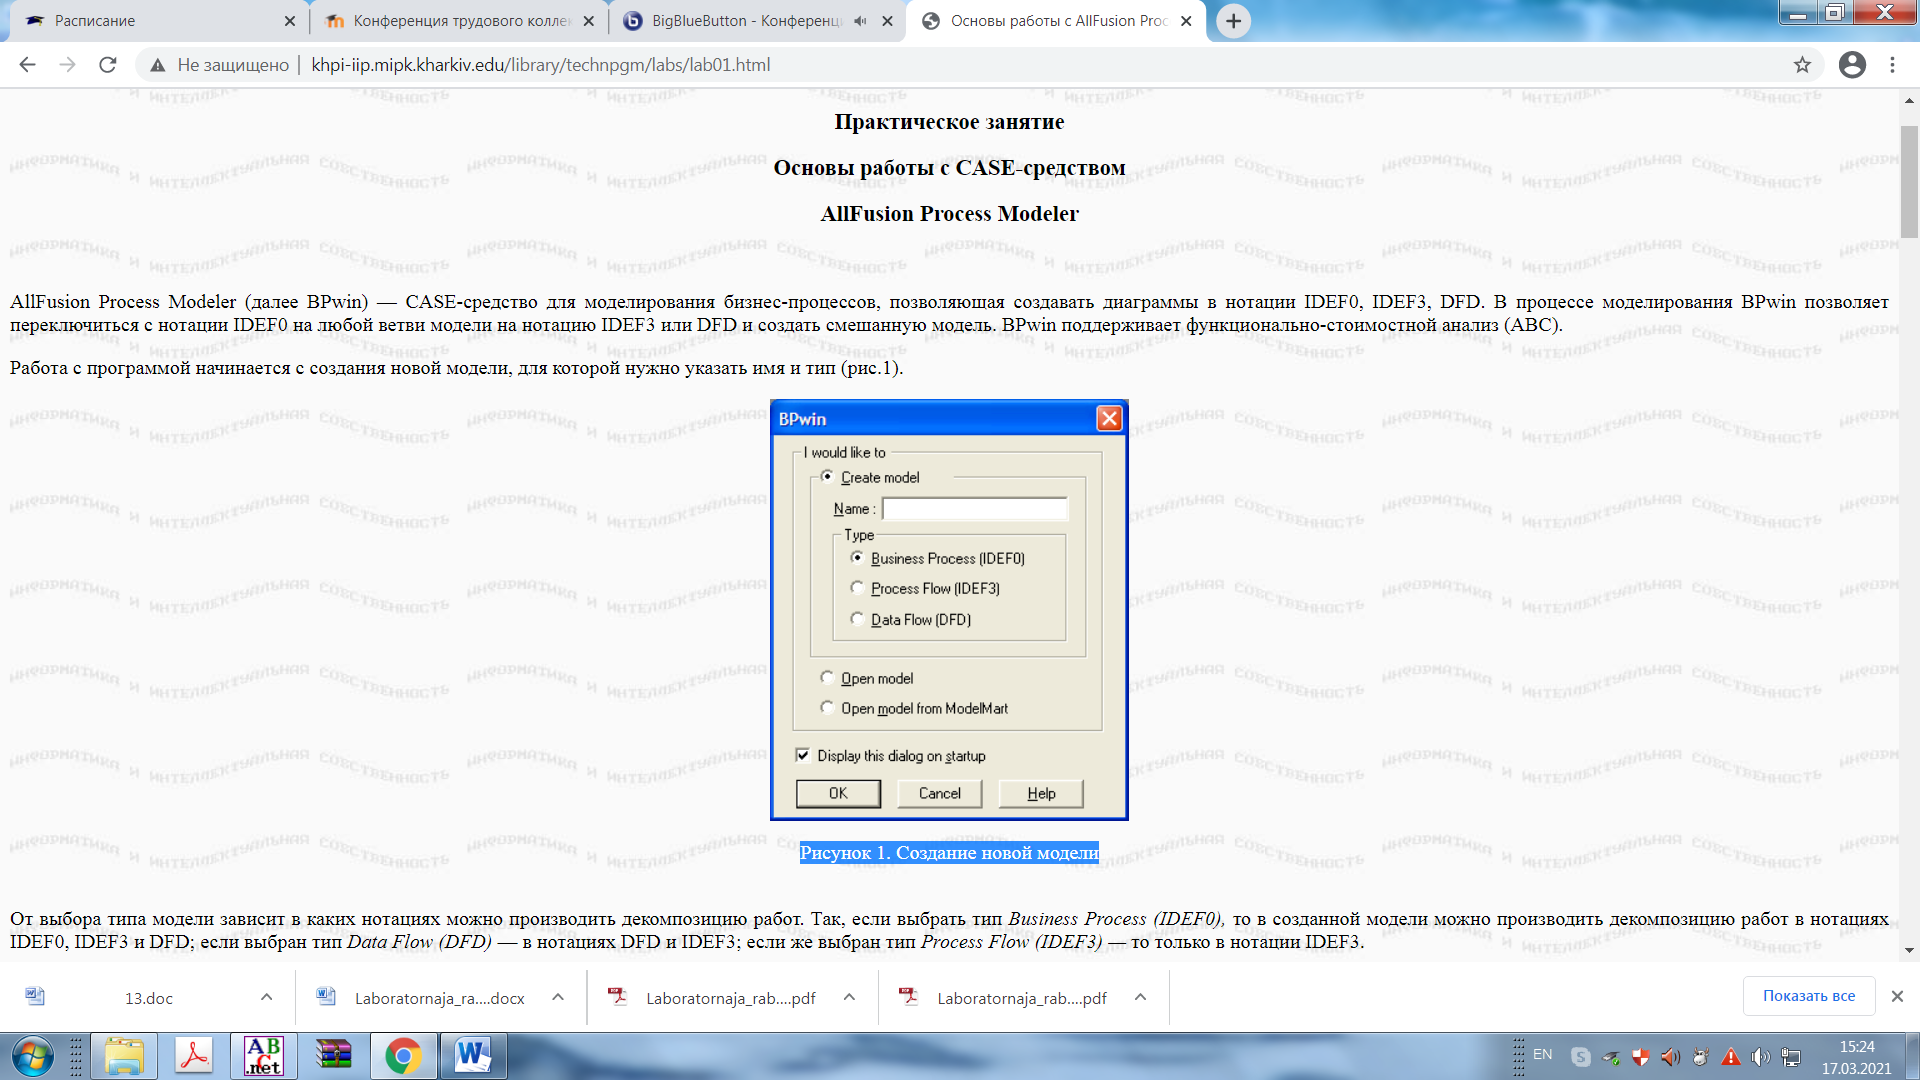 Расписание
Конференция трудового колле
BigBlueButton - Конференци
Основы работы с AllFusion Proc
Не защищено
khpi-iip.mipk.kharkiv.edu/library/technpgm/labs/lab01.html
Практическое занятие
Основы работы с CASE-средством
AllFusion Process Modeler
AllFusion Process Modeler (далее BPwin) — CASE-средство для моделирования бизнес-процессов, позволяющая создавать диаграммы в нотации IDEF0, IDEF3, DFD. В процессе моделирования BPwin позволяет
переключиться с нотации IDEF0 на любой ветви модели на нотацию IDEF3 или DFD и создать смешанную модель. BPwin поддерживает функционально-стоимостной анализ (ABC).
Работа с программой начинается с создания новой модели, для которой нужно указать имя и тип (рис.1).
BPwin
I would like to
Create model
Name :
Type
Business Process (IDEF0)
Process Flow (IDEF3)
Data Flow (DFD)
Open model
Open model from ModelMart
Display this dialog on startup
OK Cancel Help
Рисунок 1. Создание новой модели
От выбора типа модели зависит в каких нотациях можно производить декомпозицию работ. Так, если выбрать тип Business Process (IDEF0), то в созданной модели можно производить декомпозицию работ в нотациях
IDEF0, IDEF3 и DFD; если выбран тип Data Flow (DFD) — в нотациях DFD и IDEF3; если же выбран тип Process Flow (IDEF3) — то только в нотации IDEF3.
13.doc
Laboratornaja_ra....docx
Laboratornaja_rab....pdf
Laboratornaja_rab....pdf
Показать все
ABC.net
EN
15:24
17.03.2021